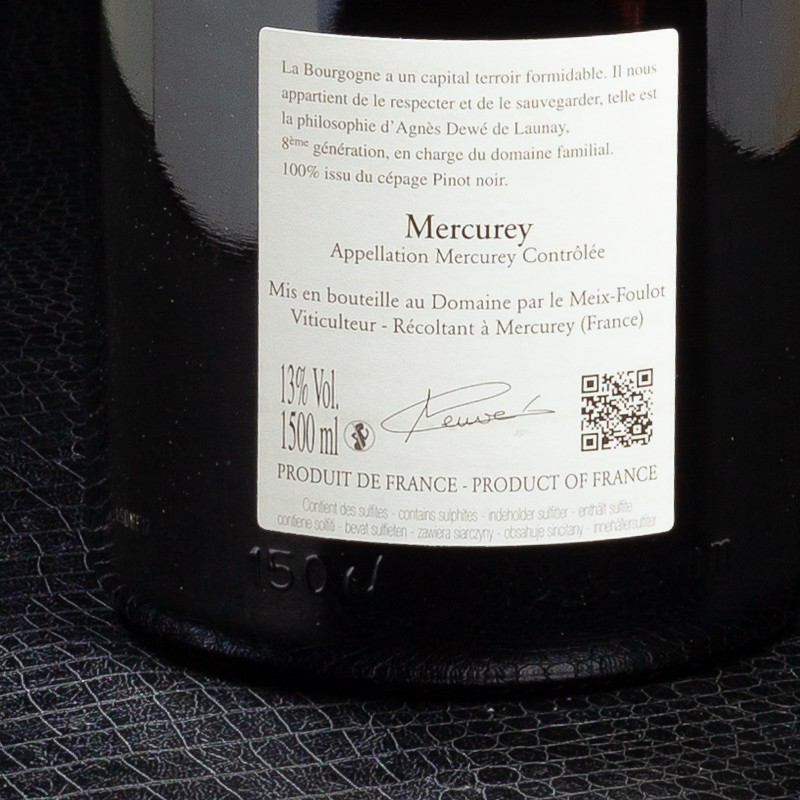 La Bourgogne a un capital terroir formidable. Il nous
appartient de le respecter et de le sauvegarder, telle est
la philosophie d'Agnès Dewé de Launay,
8ème génération, en charge du domaine familial.
100% issu du cépage Pinot noir.
Mercurey
Appellation Mercurey Contrôlée
Mis en bouteille au Domaine par le Meix-Foulot
Viticulteur - Récoltant à Mercurey (France)
13% Vol.
1500 ml
PRODUIT DE FRANCE - PRODUCT OF FRANCE
Contient des sulfites - contains sulphites - indeholder sulfitter - enthält sulfite
contiene solfiti - bevat sulfieten - zawiera siarczyny - obsahuje siricitany - innehåller sulfiter
150cl